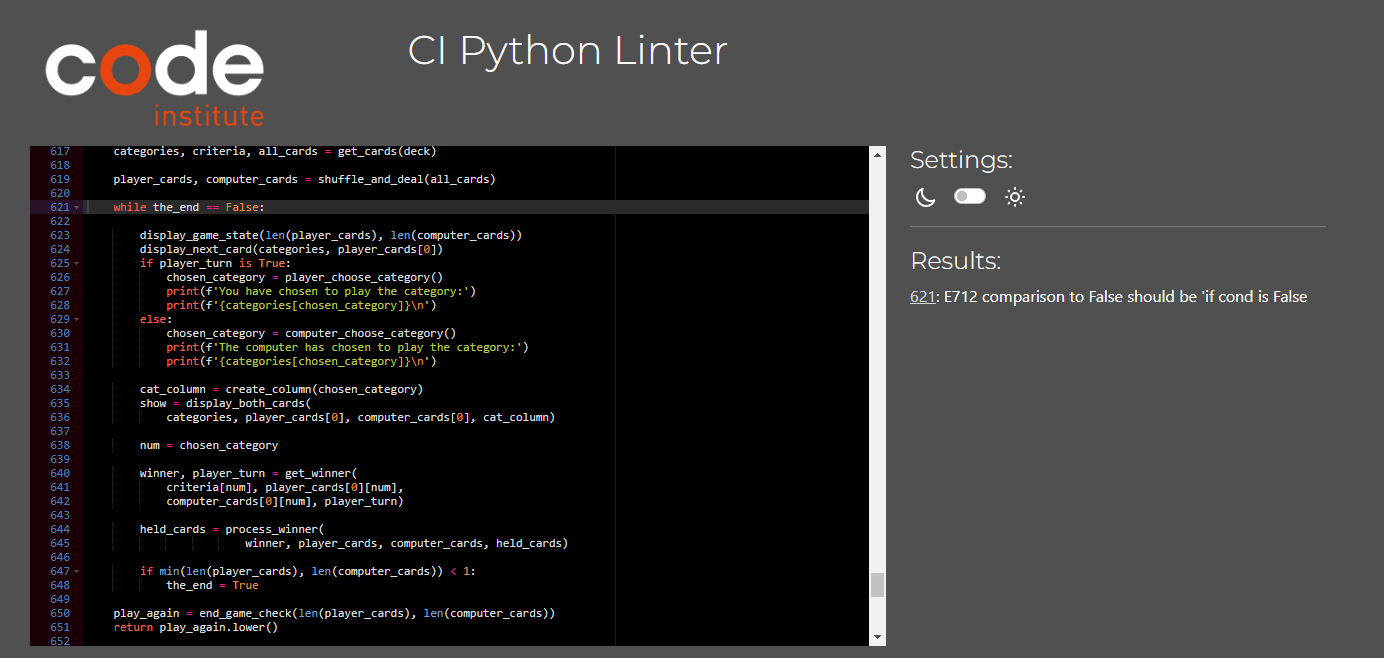 code
institute
CI Python Linter
617 categories, criteria, all_cards = get_cards(deck)
618
619 player_cards, computer_cards = shuffle_and_deal(all_cards)
620
621 while the_end == False:
622
623 display_game_state(len(player_cards), len(computer_cards))
624 display_next_card(categories, player_cards[0])
625 if player_turn is True:
626 chosen_category = player_choose_category()
627 print(f'You have chosen to play the category:')
628 print(f'{categories[chosen_category]}\n')
629 else:
630 chosen_category = computer_choose_category()
631 print(f'The computer has chosen to play the category:')
632 print(f'{categories[chosen_category]}\n')
633
634 cat_column = create_column(chosen_category)
635 show = display_both_cards(
636 categories, player_cards[0], computer_cards[0], cat_column)
637
638 num = chosen_category
639
640 winner, player_turn = get_winner(
641 criteria[num], player_cards[0][num],
642 computer_cards[0][num], player_turn)
643
644 held_cards = process_winner(
645 winner, player_cards, computer_cards, held_cards)
646
647 if min(len(player_cards), len(computer_cards)) < 1:
648 the_end = True
649
650 play_again = end_game_check(len(player_cards), len(computer_cards))
651 return play_again.lower()
652
Settings:
Results:
621: E712 comparison to False should be 'if cond is False